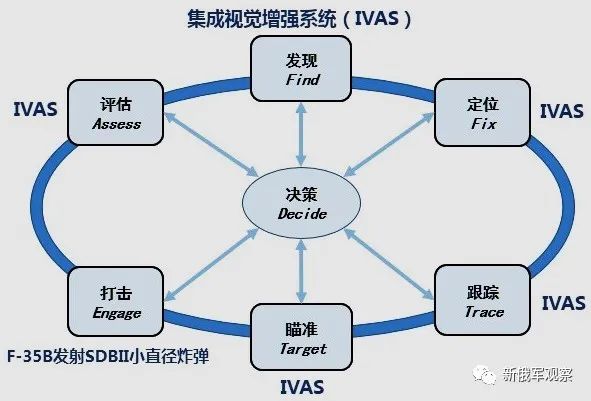 集成视觉增强系统（IVAS）
发现
Find
IVAS
评估
Assess
定位
Fix
IVAS
决策
Decide
打击
Engage
跟踪
Trace
IVAS
瞄准
Target
F-35B发射SDBII小直径炸弹
IVAS
新俄军观察